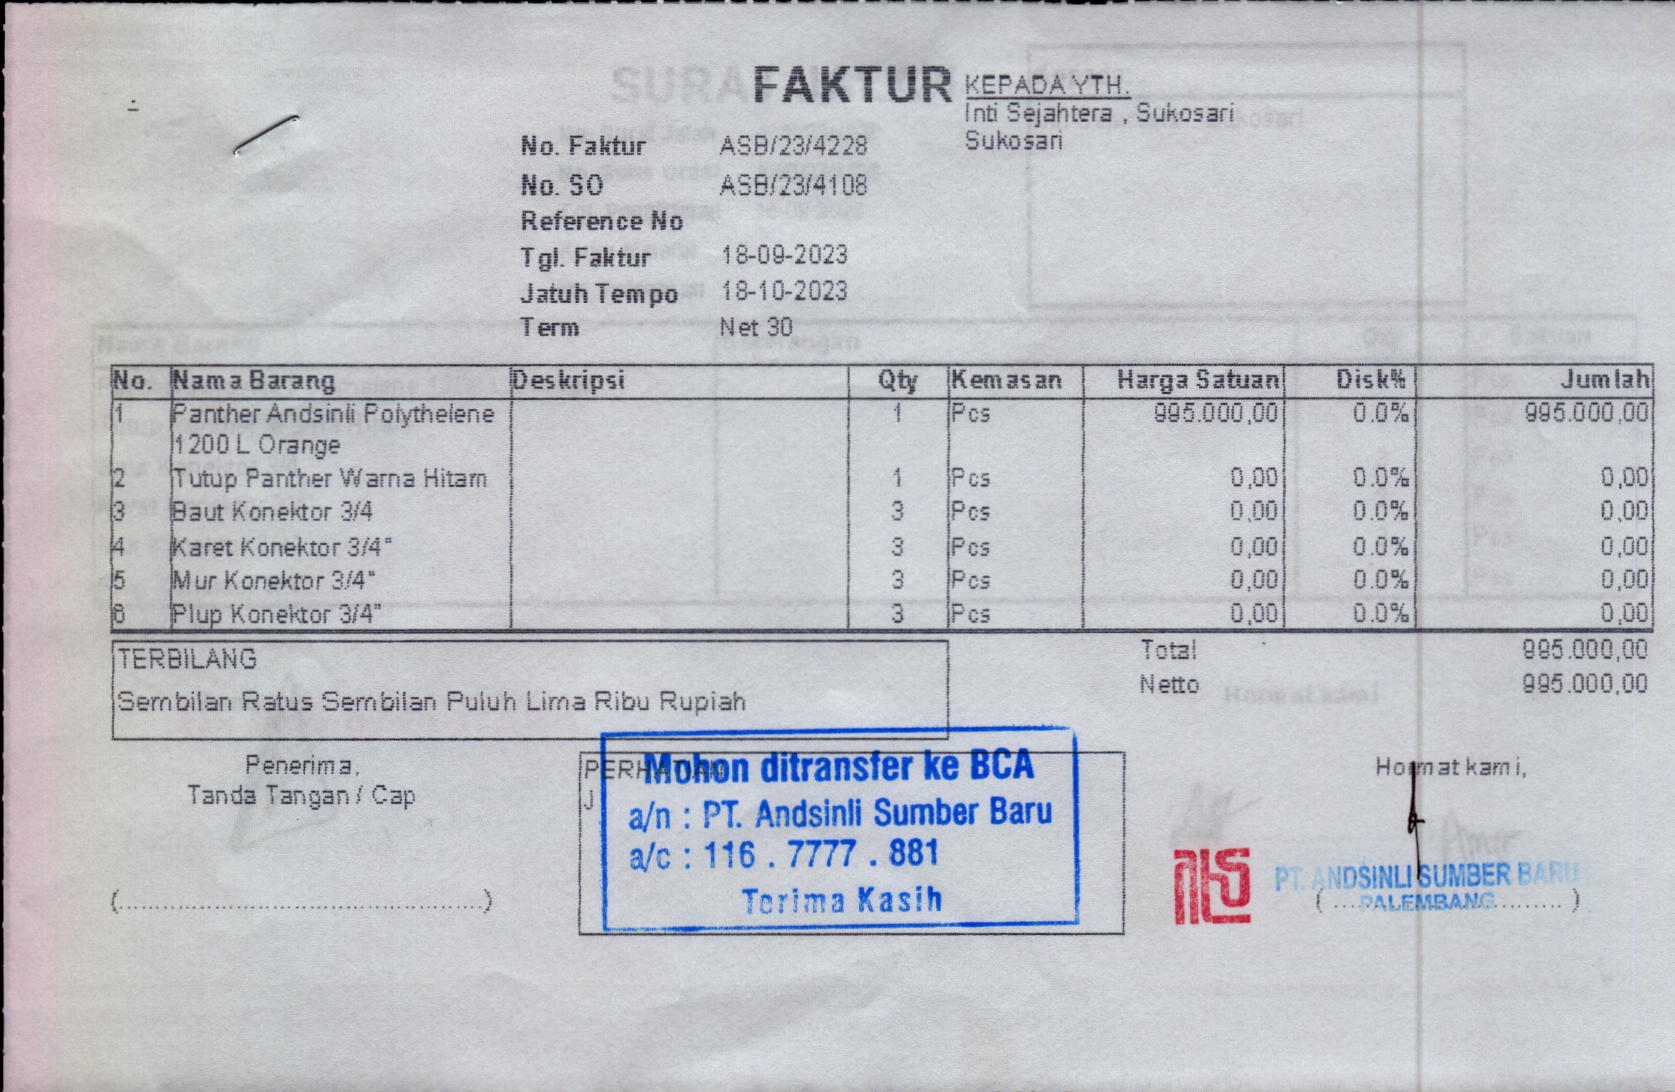 FAKTUR
KEPADA YTH.
Inti Sejahtera , Sukosari
Sukosari
No. Faktur ASB/23/4228
No. SO ASB/23/4108
Reference No
Tgl. Faktur 18-09-2023
Jatuh Tempo 18-10-2023
Term Net 30
No. Nama Barang Deskripsi Qty Kemasan Harga Satuan Disk% Jumlah
1 Panther Andsinli Polythelene 1 Pcs 995.000,00 0.0% 995.000,00
1200 L Orange
2 Tutup Panther Warna Hitam 1 Pcs 0,00 0.0% 0,00
3 Baut Konektor 3/4 3 Pcs 0,00 0.0% 0,00
4 Karet Konektor 3/4" 3 Pcs 0,00 0.0% 0,00
5 Mur Konektor 3/4" 3 Pcs 0,00 0.0% 0,00
6 Plup Konektor 3/4" 3 Pcs 0,00 0.0% 0,00
Total 995.000,00
Netto 995.000,00
TERBILANG
Sembilan Ratus Sembilan Puluh Lima Ribu Rupiah
Penerima,
Tanda Tangan / Cap
(................................................)
PERHATIAN
Mohon ditransfer ke BCA
a/n : PT. Andsinli Sumber Baru
a/c : 116 . 7777 . 881
Terima Kasih
Hormat kami,
PT. ANDSINLI SUMBER BARU
PALEMBANG